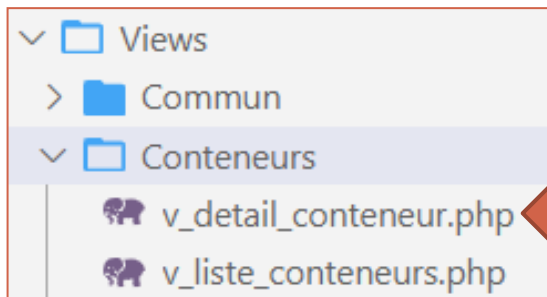 Views
Commun
Conteneurs
v_detail_conteneur.php
v_liste_conteneurs.php